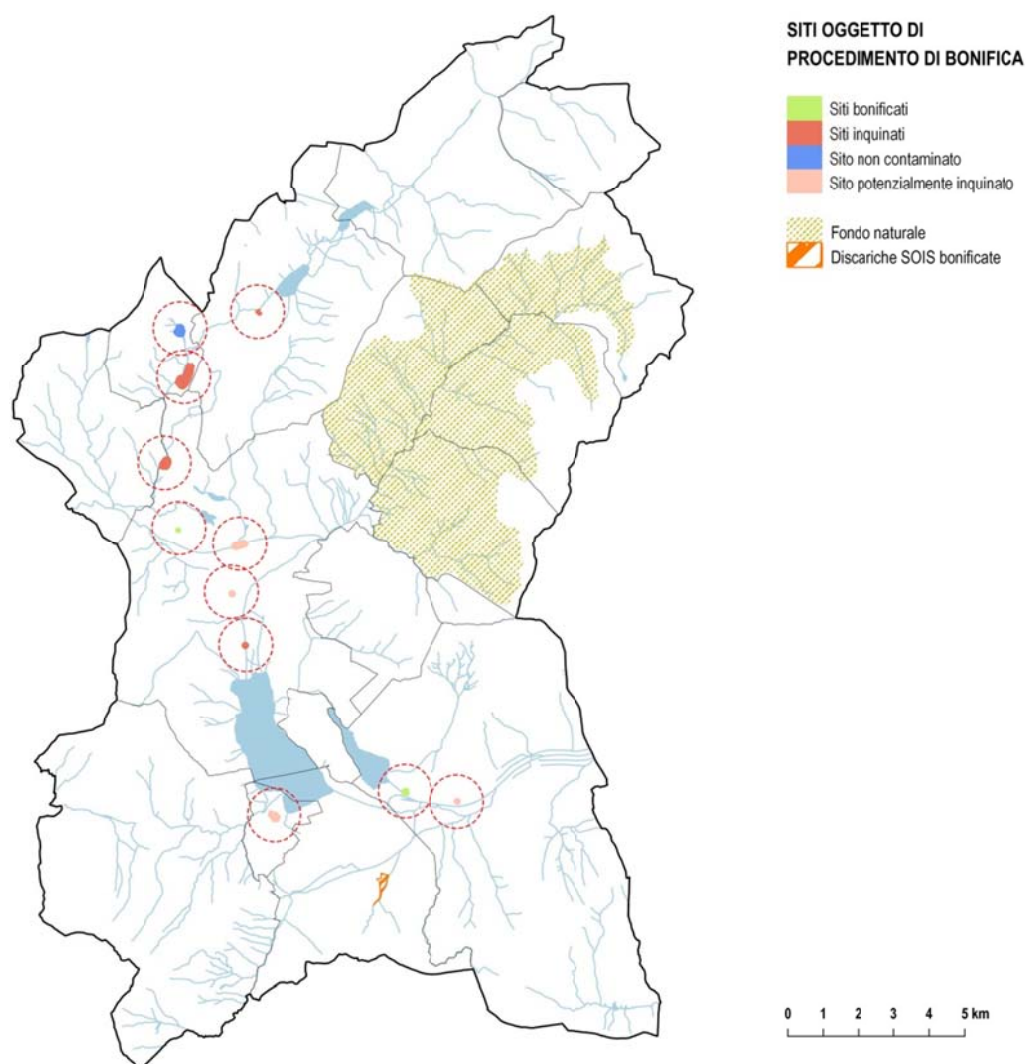 SITI OGGETTO DI
PROCEDIMENTO DI BONIFICA
Siti bonificati
Siti inquinati
Sito non contaminato
Sito potenzialmente inquinato
Fondo naturale
Discariche SOIS bonificate
0 1 2 3 4 5 km